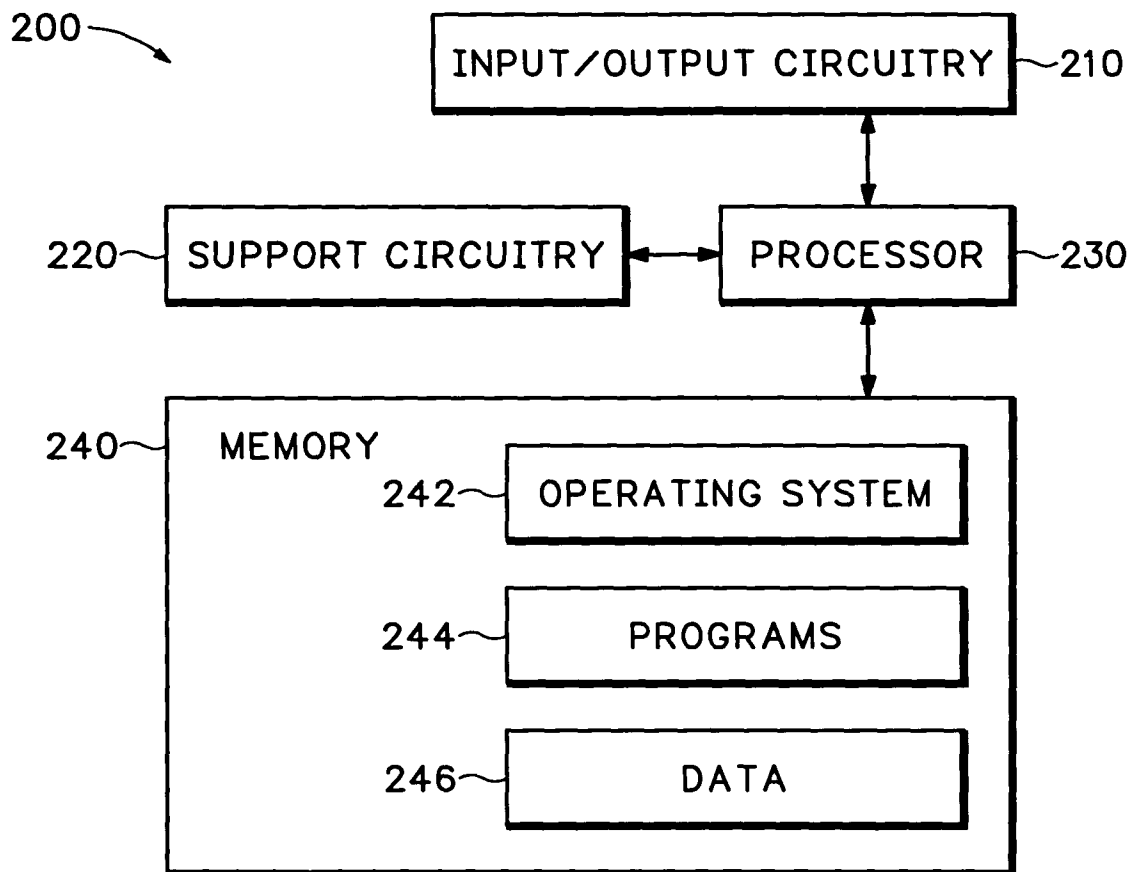 200
INPUT/OUTPUT CIRCUITRY 210
220 SUPPORT CIRCUITRY PROCESSOR 230
240 MEMORY
242 OPERATING SYSTEM
244 PROGRAMS
246 DATA